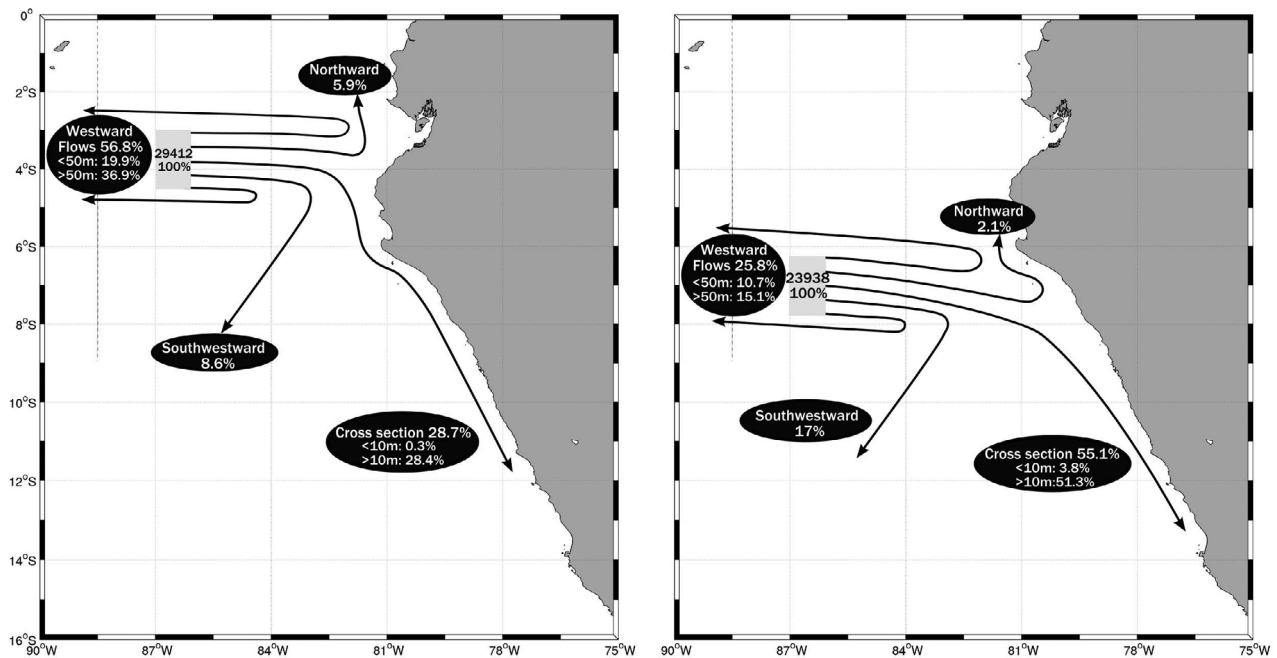 0°
2°S
4°S
6°S
8°S
10°S
12°S
14°S
16°S
90°W
87°W
84°W
81°W
78°W
75°W
Northward
5.9%
Westward
Flows 56.8%
<50m: 19.9%
>50m: 36.9%
29412
100%
Southwestward
8.6%
Cross section 28.7%
<10m: 0.3%
>10m: 28.4%
Northward
2.1%
Westward
Flows 25.8%
<50m: 10.7%
>50m: 15.1%
23938
100%
Southwestward
17%
Cross section 55.1%
<10m: 3.8%
>10m:51.3%
90°W
87°W
84°W
81°W
78°W
75°W